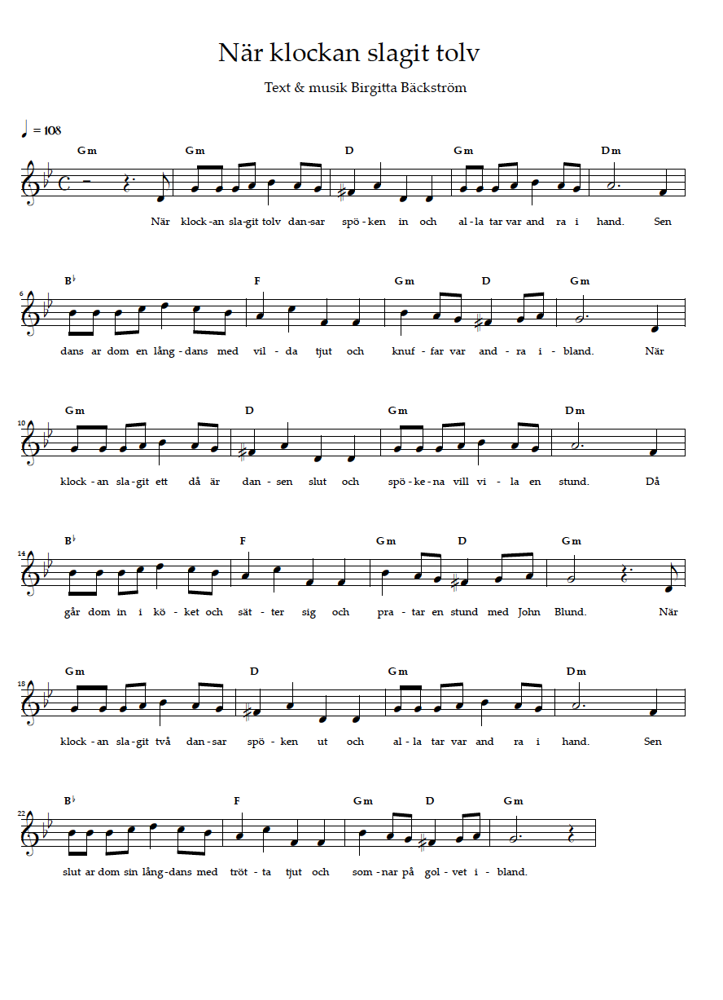 När klockan slagit tolv
Text & musik Birgitta Bäckström
= 108
Gm Gm D Gm Dm
När klock-an sla-git tolv dan-sar spö-ken in och al-la tar var and ra i hand. Sen
B♭ F Gm D Gm
6
dans ar dom en lång-dans med vil-da tjut och knuf-far var and-ra i-bland. När
Gm D Gm Dm
10
klock-an sla-git ett då är dan-sen slut och spö-ke-na vill vi-la en stund. Då
B♭ F Gm D Gm
14
går dom in i kö-ket och sät-ter sig och pra-tar en stund med John Blund. När
Gm D Gm Dm
18
klock-an sla-git två dan-sar spö-ken ut och al-la tar var and ra i hand. Sen
B♭ F Gm D Gm
22
slut ar dom sin lång-dans med tröt-ta tjut och som-nar på gol-vet i-bland.